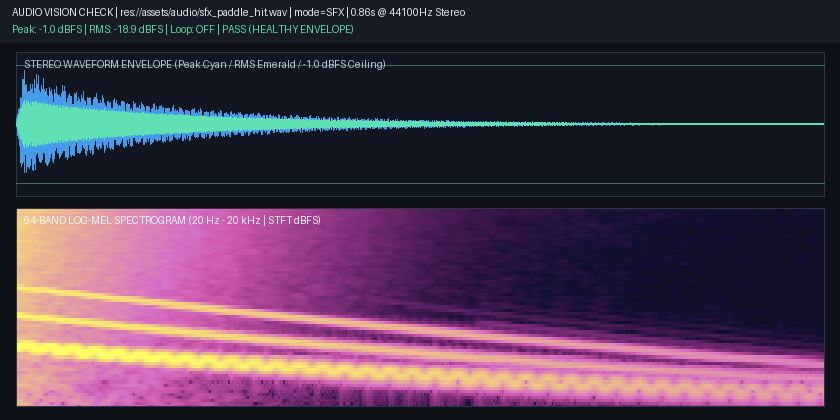 AUDIO VISION CHECK | res://assets/audio/sfx_paddle_hit.wav | mode=SFX | 0.86s @ 44100Hz Stereo
Peak: -1.0 dBFS | RMS: -18.9 dBFS | Loop: OFF | PASS (HEALTHY ENVELOPE)
STEREO WAVEFORM ENVELOPE (Peak Cyan / RMS Emerald / -1.0 dBFS Ceiling)
64-BAND LOG-MEL SPECTROGRAM (20 Hz - 20 kHz | STFT dBFS)